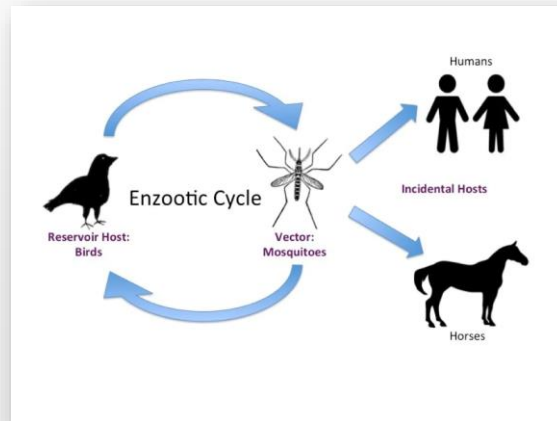 Humans
Enzootic Cycle
Incidental Hosts
Reservoir Host:
Birds
Vector:
Mosquitoes
Horses